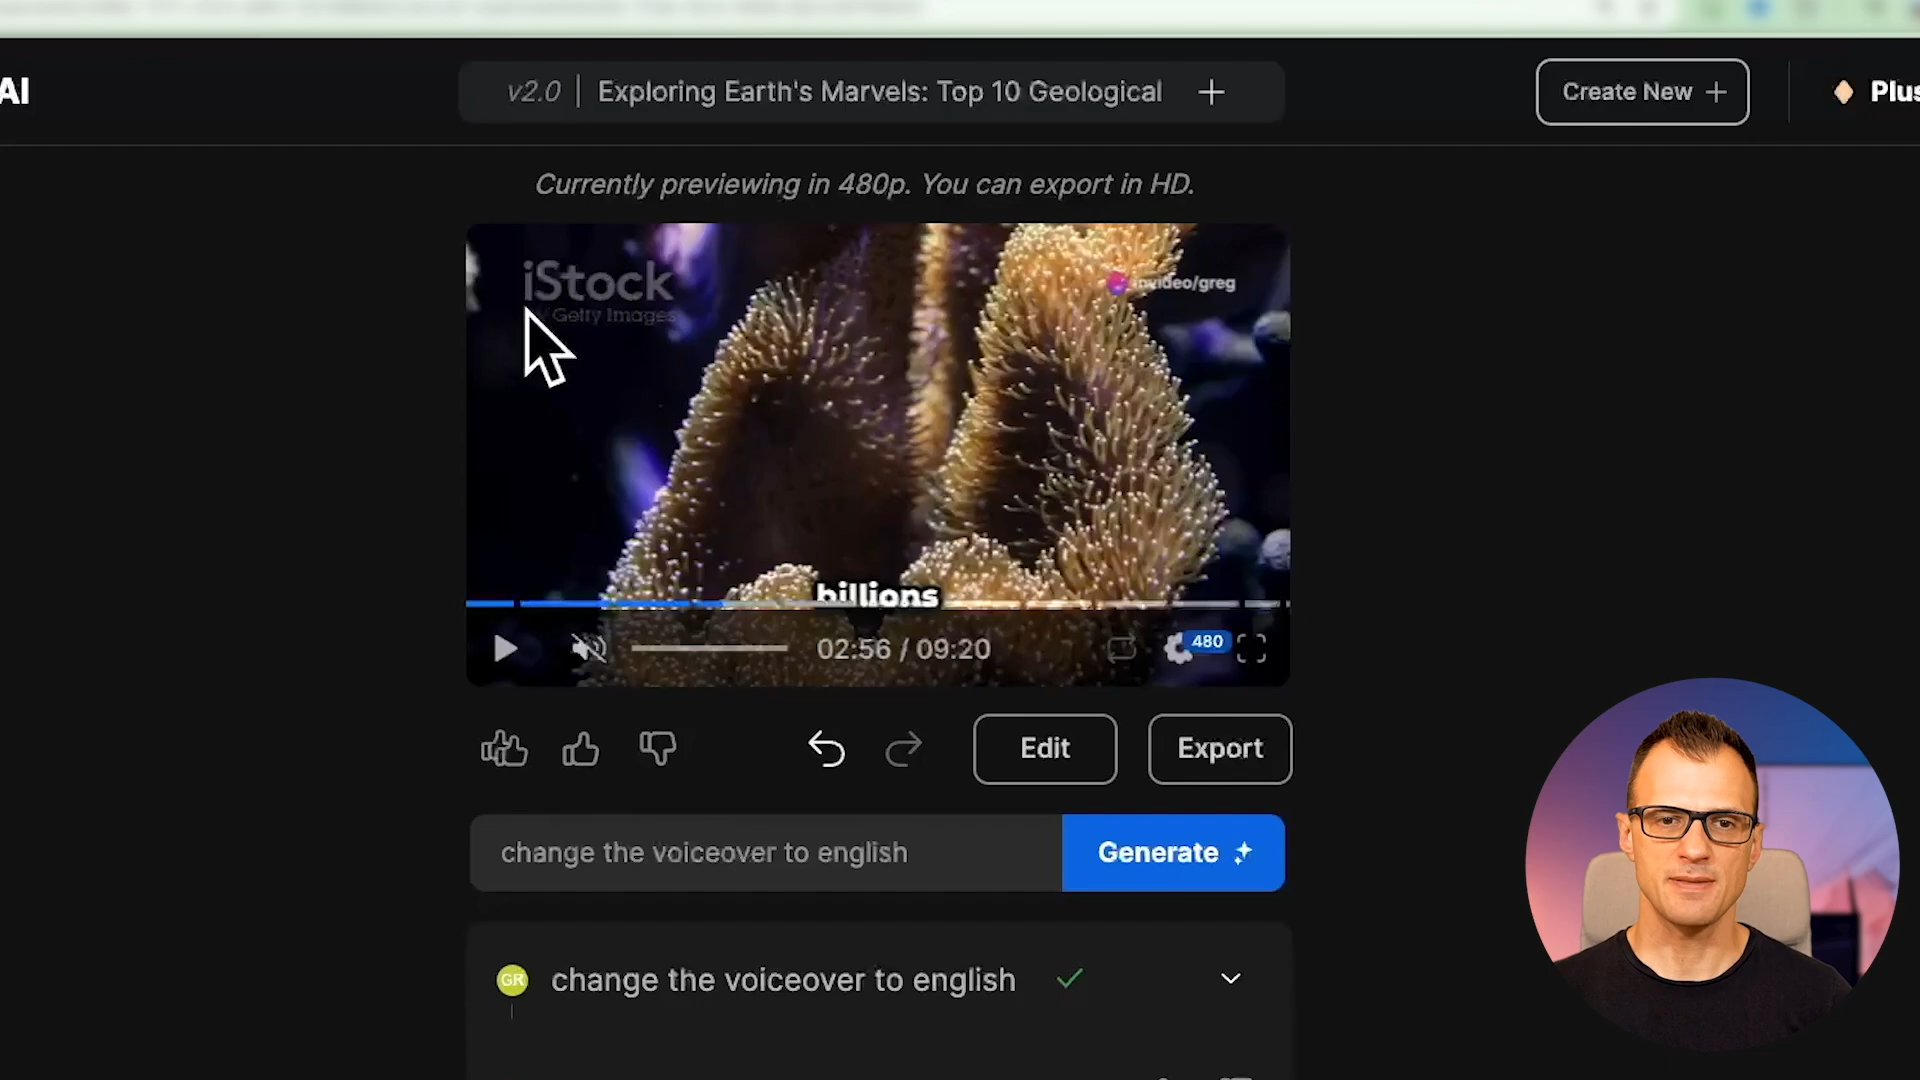 AI
v2.0 | Exploring Earth's Marvels: Top 10 Geological
Create New
Plus
Currently previewing in 480p. You can export in HD.
iStock
Getty Images
invideo/greg
billions
02:56 / 09:20
480
Edit
Export
change the voiceover to english
Generate
GR
change the voiceover to english